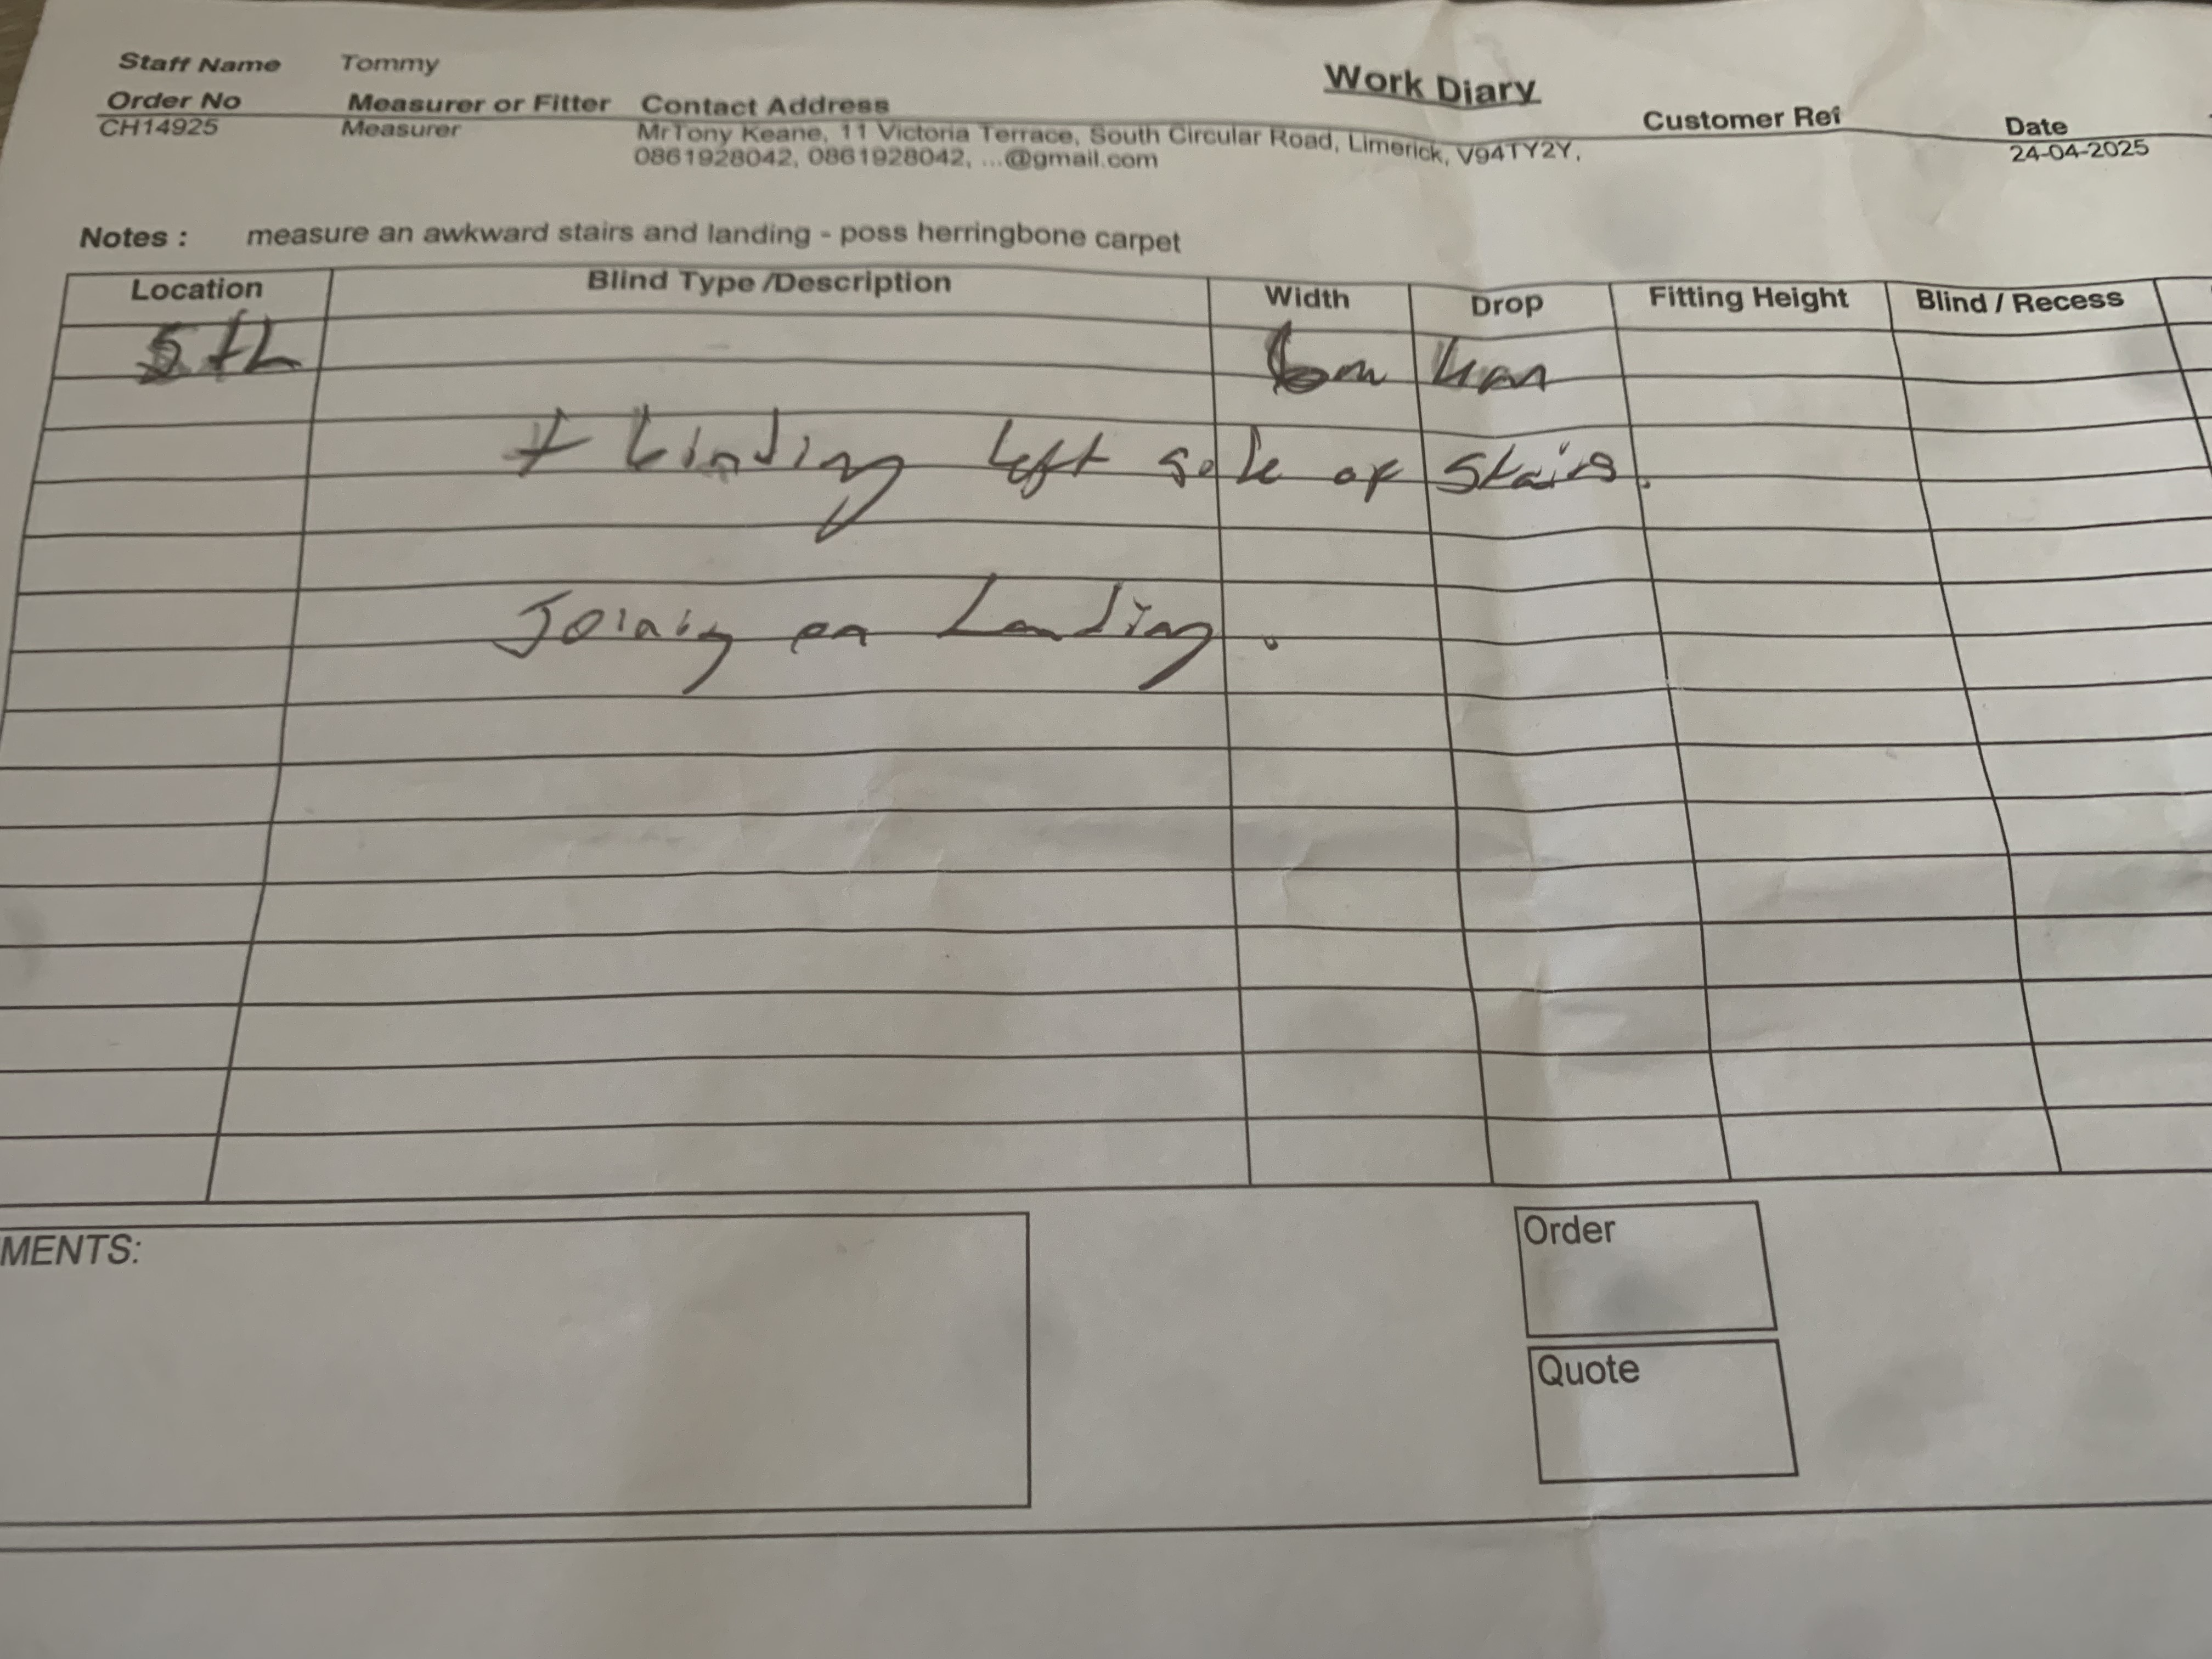 Work Diary
Staff Name Tommy
Order No Measurer or Fitter Contact Address Customer Ref Date
CH14925 Measurer MrTony Keane, 11 Victoria Terrace, South Circular Road, Limerick, V94TY2Y, 24-04-2025
0861928042, 0861928042, ...@gmail.com
Notes : measure an awkward stairs and landing - poss herringbone carpet
Location Blind Type /Description Width Drop Fitting Height Blind / Recess
Left of Stairs.
on Landing.
MENTS:
Order
Quote